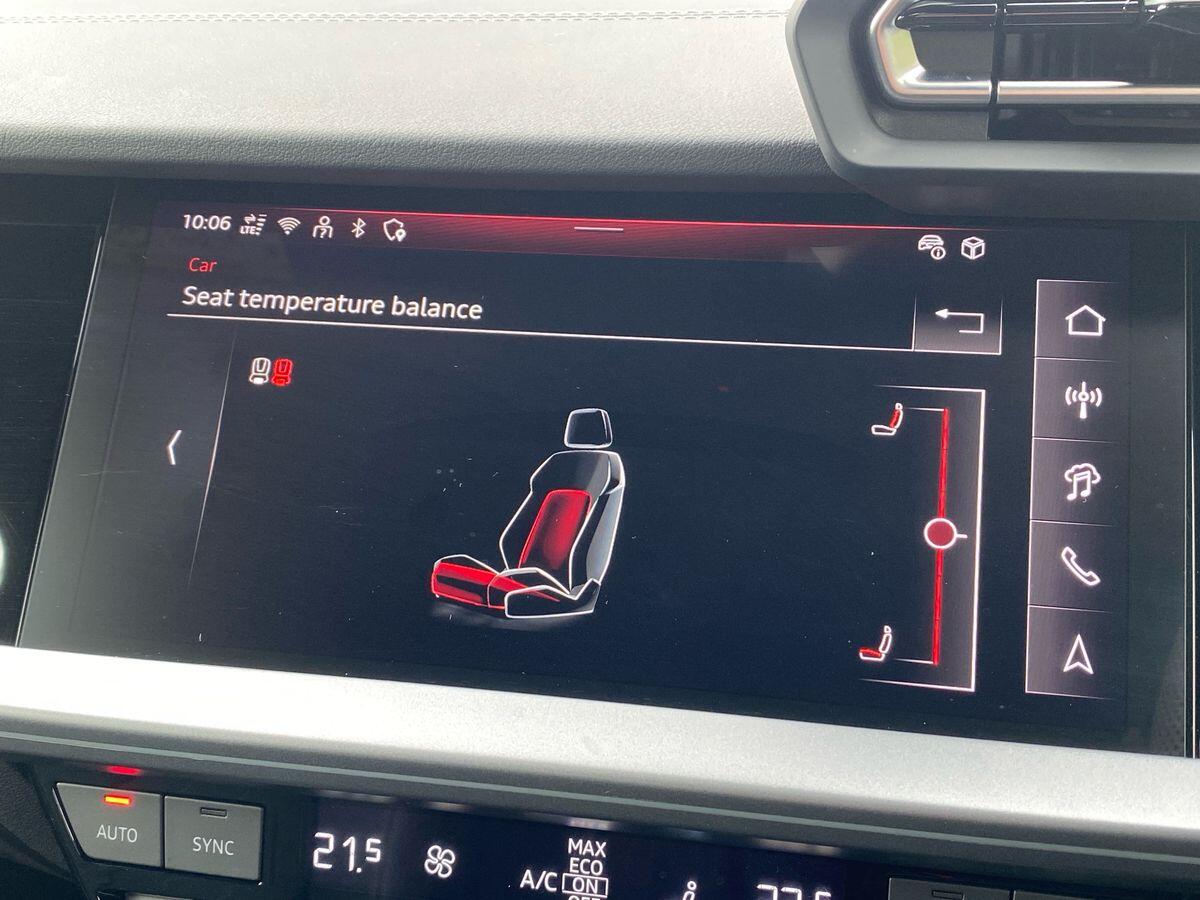 10:06 LTE
Car
Seat temperature balance
AUTO
SYNC
21.5
MAX
ECO
A/C ON